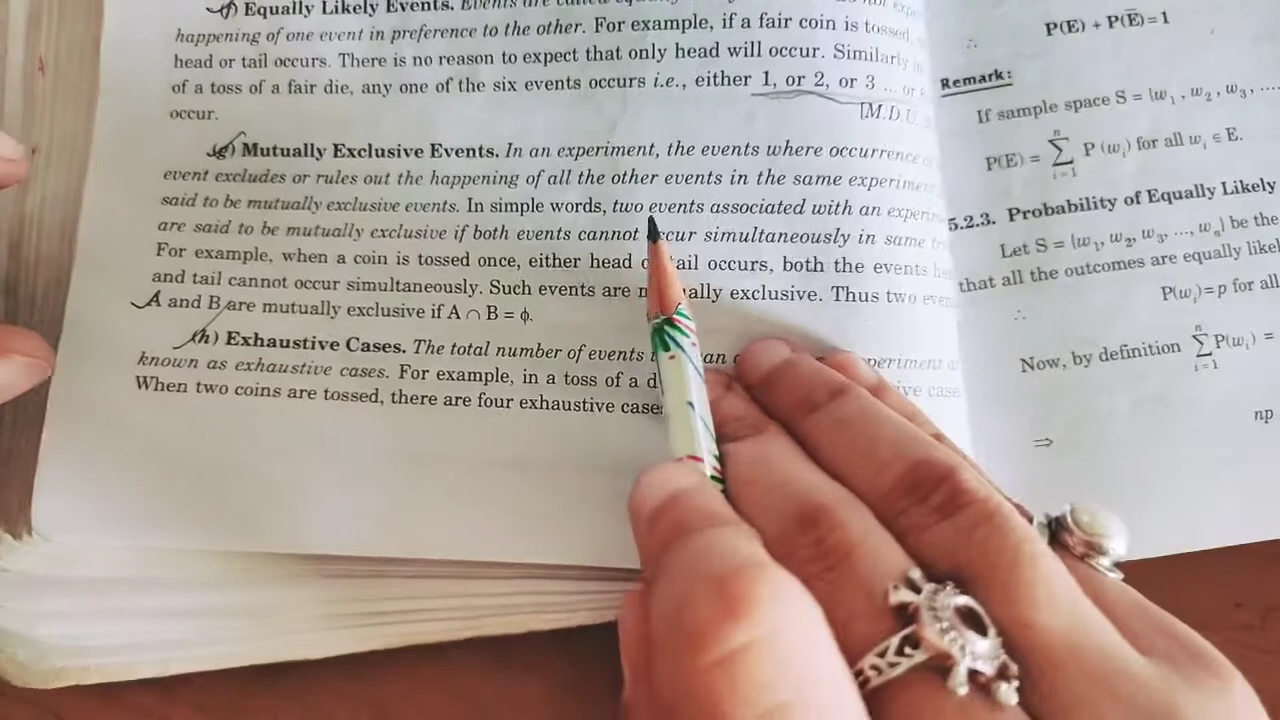 (f) Equally Likely Events. Events are called
happening of one event in preference to the other. For example, if a fair coin is tossed,
head or tail occurs. There is no reason to expect that only head will occur. Similarly in
of a toss of a fair die, any one of the six events occurs i.e., either 1, or 2, or 3 ... or
occur.
[M.D.U.
(g) Mutually Exclusive Events. In an experiment, the events where occurrence
event excludes or rules out the happening of all the other events in the same
said to be mutually exclusive events. In simple words, two events associated with an
are said to be mutually exclusive if both events cannot simultaneously in same
For example, when a coin is tossed once, either head tail occurs, both the events
and tail cannot occur simultaneously. Such events are exclusive. Thus two
A and B are mutually exclusive if A ∩ B = ϕ.
(h) Exhaustive Cases. The total number of events an
known as exhaustive cases. For example, in a toss of a
When two coins are tossed, there are four exhaustive
∴ P(E) + P(E̅) = 1
Remark:
If sample space S = {w₁, w₂, w₃, ....
P(E) = ∑ⁿᵢ₌₁ P (wᵢ) for all wᵢ ∈ E.
5.2.3. Probability of Equally Likely
Let S = {w₁, w₂, w₃, ..., wₙ} be the
that all the outcomes are equally
P(wᵢ) = p for all
∴
Now, by definition ∑ⁿᵢ₌₁ P(wᵢ) =
⇒ np